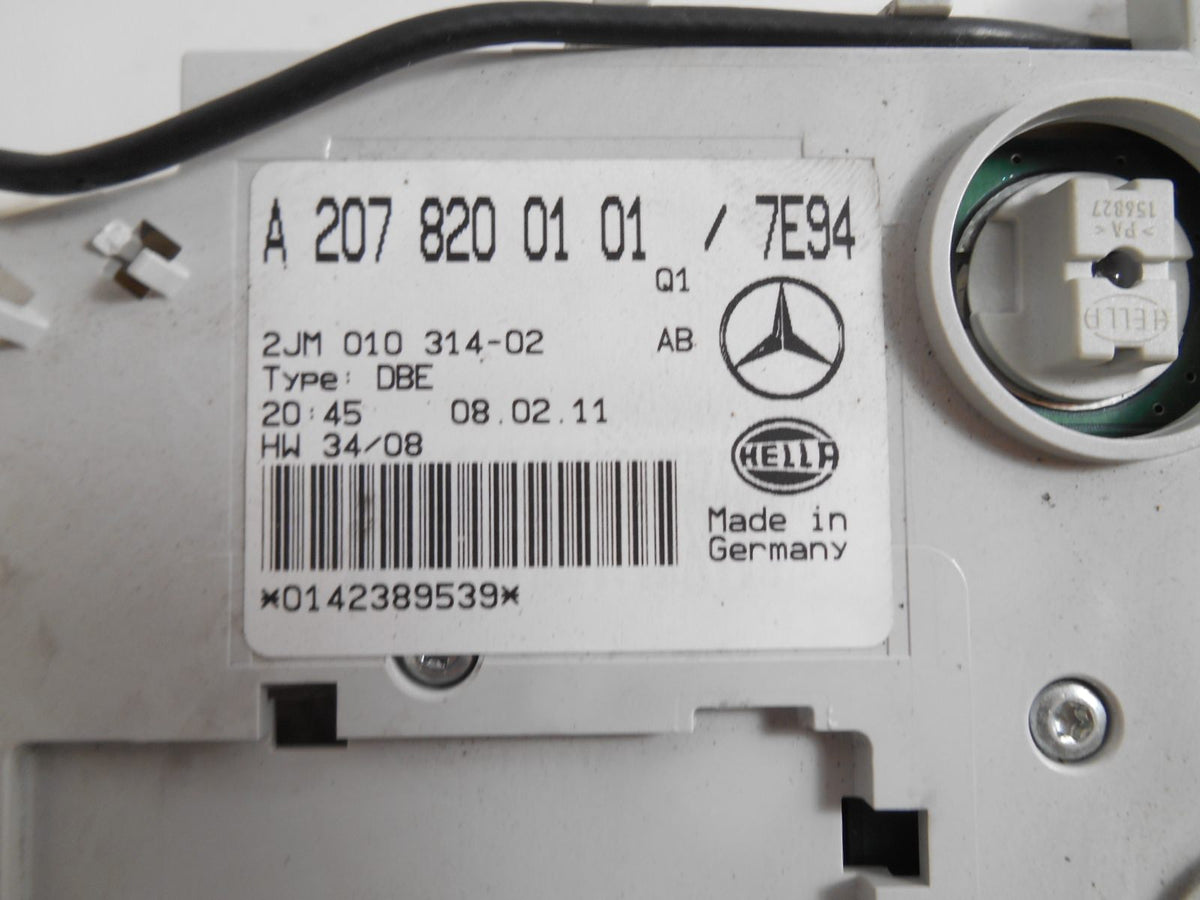 A 207 820 01 01 / 7E94
Q1
2JM 010 314-02 AB
Type: DBE
20:45 08.02.11
HW 34/08
HELLA
Made in
Germany
*0142389539*
HELLA
>PA<
156827